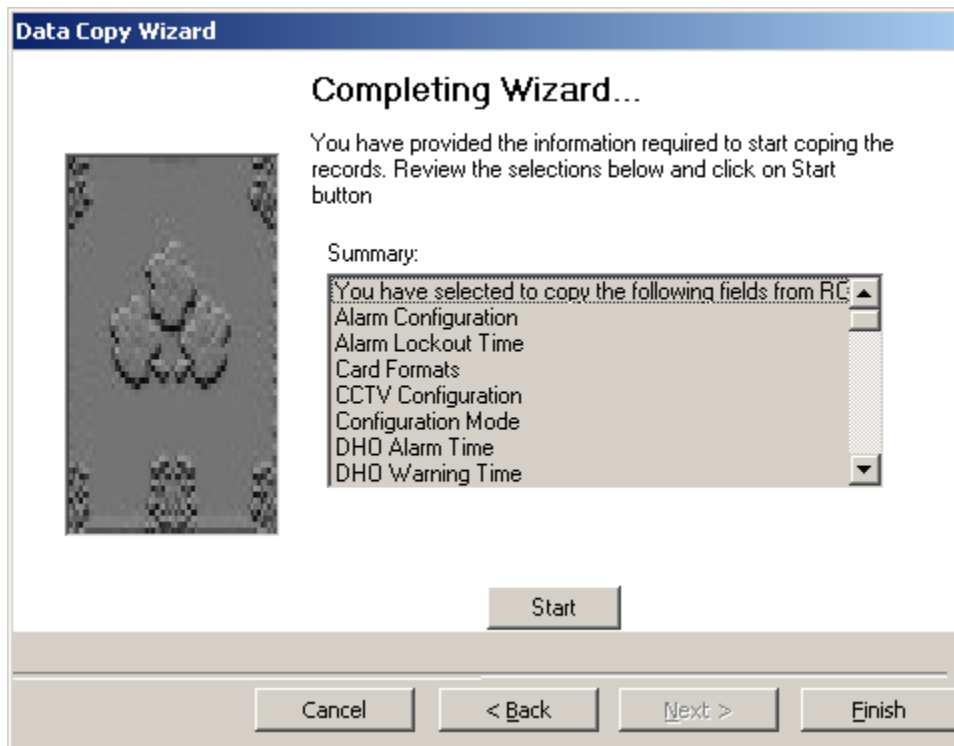 Data Copy Wizard
Completing Wizard...
You have provided the information required to start coping the
records. Review the selections below and click on Start
button
Summary:
You have selected to copy the following fields from
Alarm Configuration
Alarm Lockout Time
Card Formats
CCTV Configuration
Configuration Mode
DHO Alarm Time
DHO Warning Time
Start
Cancel
< Back
Next >
Finish